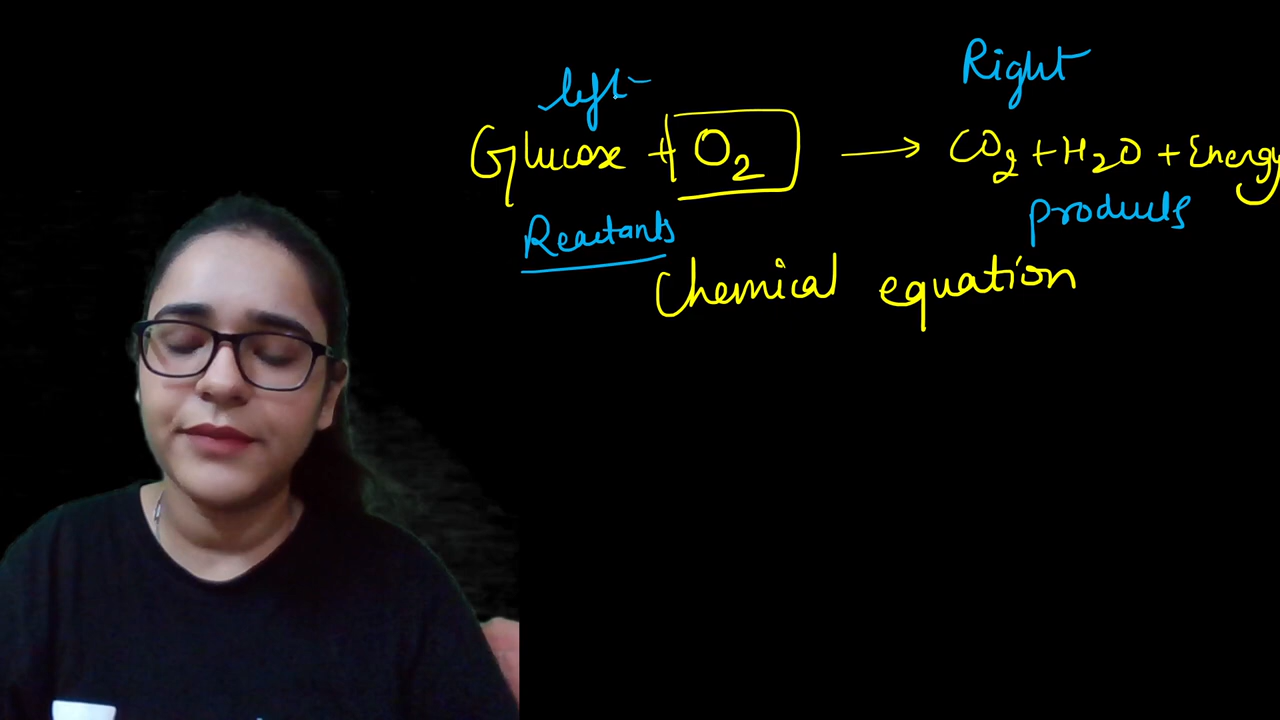 left Right
Glucose + O2 → CO2 + H2O + Energy
Reactants products
Chemical equation